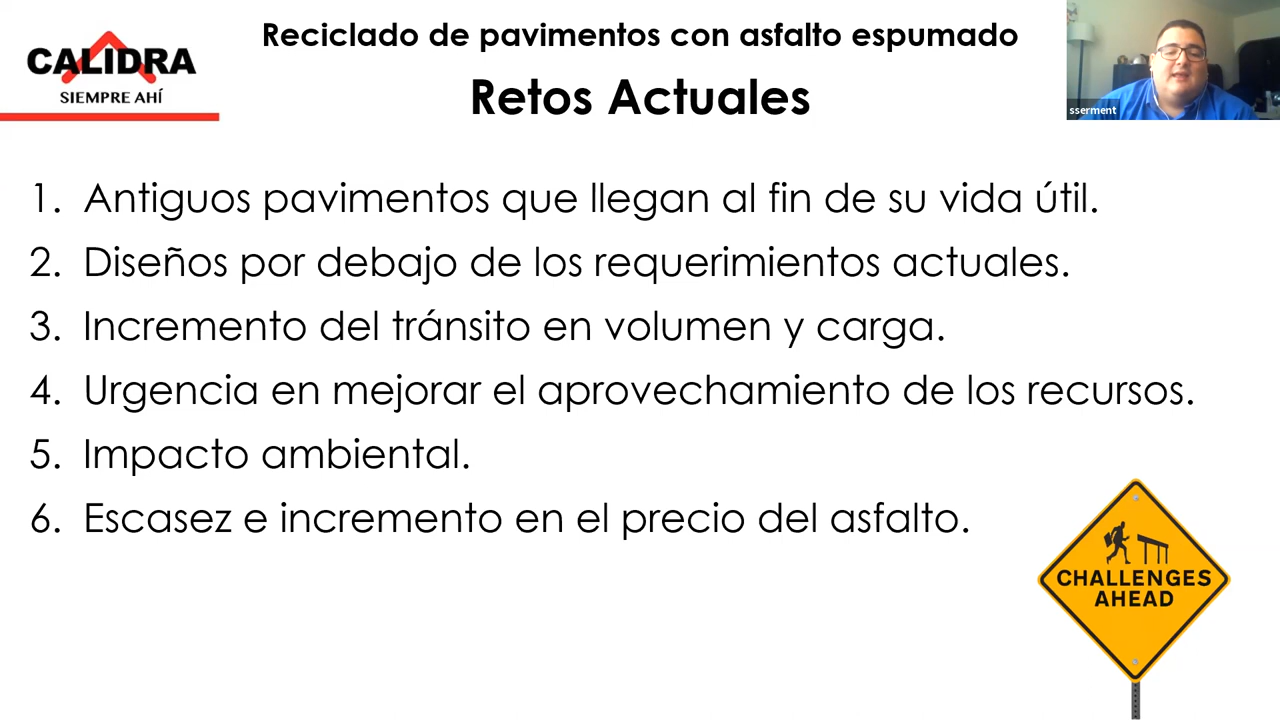 Reciclado de pavimentos con asfalto espumado
CALIDRA
SIEMPRE AHÍ
Retos Actuales
sserment
1. Antiguos pavimentos que llegan al fin de su vida útil.
2. Diseños por debajo de los requerimientos actuales.
3. Incremento del tránsito en volumen y carga.
4. Urgencia en mejorar el aprovechamiento de los recursos.
5. Impacto ambiental.
6. Escasez e incremento en el precio del asfalto.
CHALLENGES
AHEAD